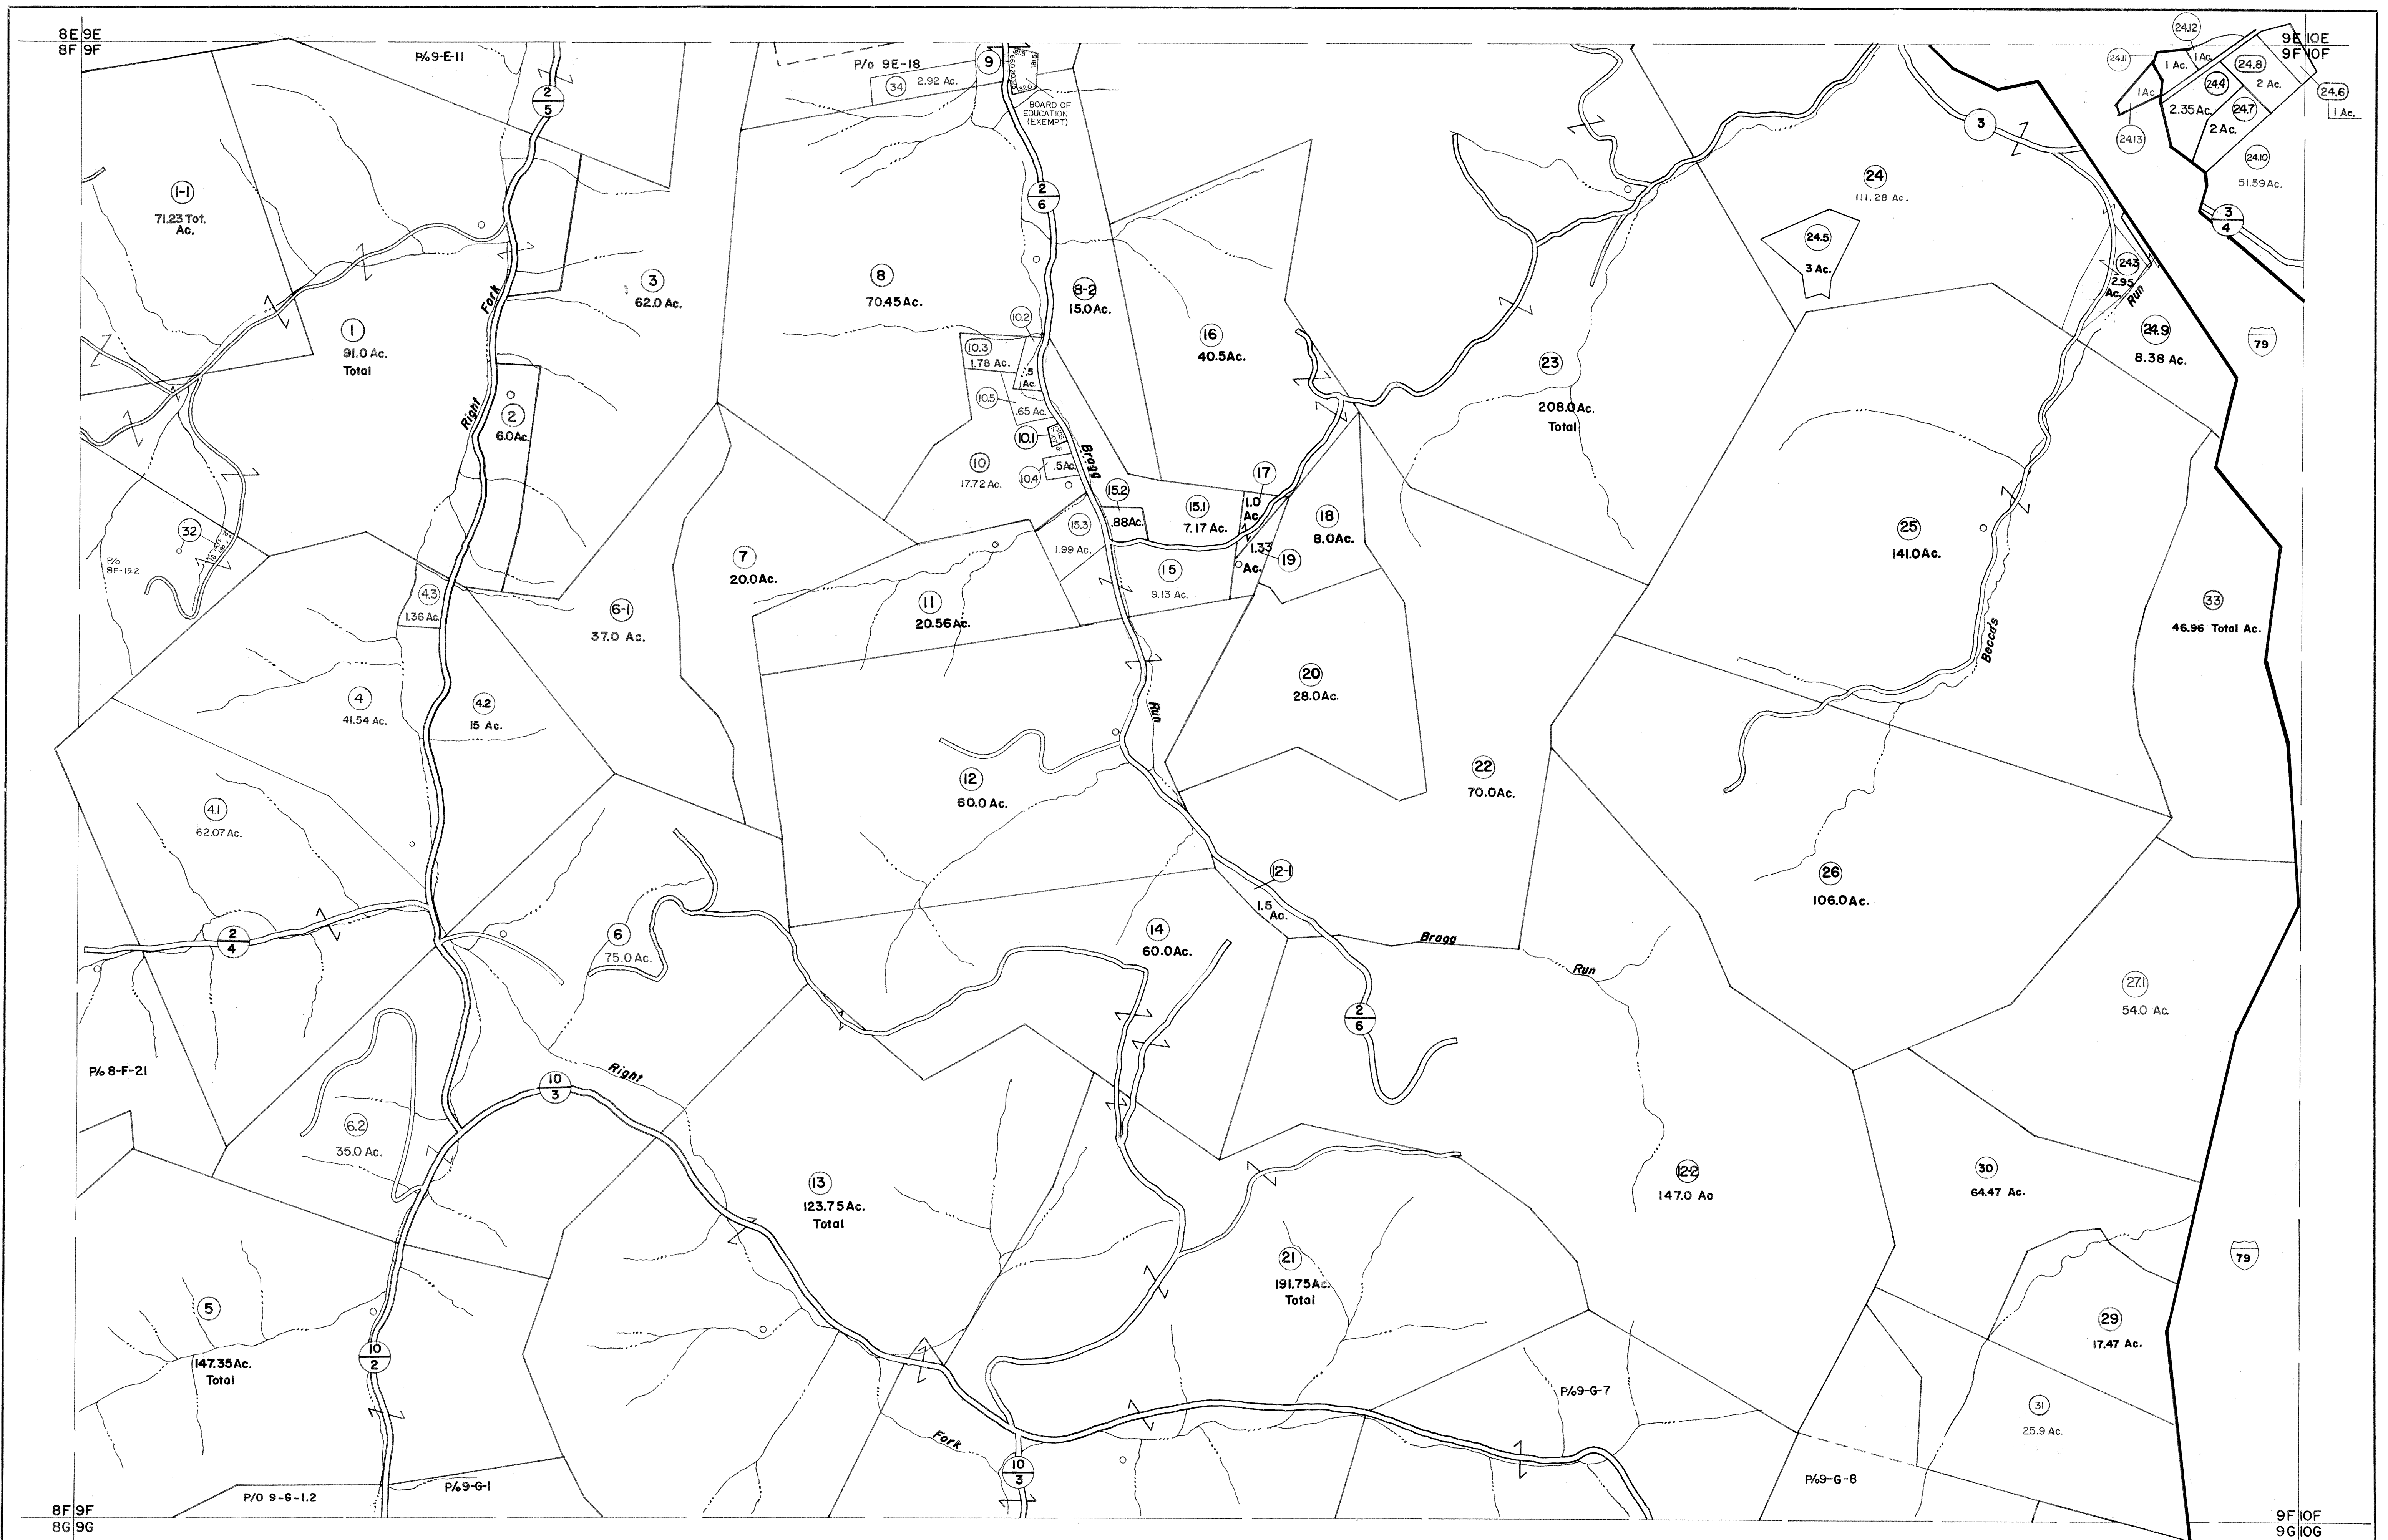 8E 9E
8F 9F
P/o 9-E-11
P/o 9E-18
34
2.92 Ac.
9
BOARD OF
EDUCATION
(EXEMPT)
2
5
24.12
24.11
1 Ac.
1 Ac.
9E 10E
9F 10F
24.8
2 Ac.
24.4
24.6
1 Ac.
1 Ac.
2.35 Ac.
24.7
2 Ac.
24.13
24.10
51.59 Ac.
3
3
4
1-1
71.23 Tot.
Ac.
2
6
24
111.28 Ac.
24.5
3 Ac.
24.3
2.95
Ac.
Run
3
62.0 Ac.
8
70.45 Ac.
8-2
15.0 Ac.
Fork
1
91.0 Ac.
Total
10.2
10.3
1.78 Ac.
.5
Ac.
16
40.5 Ac.
24.9
8.38 Ac.
79
23
208.0 Ac.
Total
Right
2
6.0 Ac.
10.5
.65 Ac.
10.1
Bragg
10
17.72 Ac.
10.4
.5 Ac.
17
1.0
Ac.
15.2
.88 Ac.
15.1
7.17 Ac.
18
8.0 Ac.
15.3
1.99 Ac.
1.33
Ac.
19
25
141.0 Ac.
32
P/o
8F-19.2
7
20.0 Ac.
15
9.13 Ac.
4.3
1.36 Ac.
6-1
37.0 Ac.
11
20.56 Ac.
33
46.96 Total Ac.
Becca's
4
41.54 Ac.
4.2
15 Ac.
20
28.0 Ac.
Run
12
60.0 Ac.
22
70.0 Ac.
4.1
62.07 Ac.
12-1
1.5
Ac.
26
106.0 Ac.
2
4
6
75.0 Ac.
14
60.0 Ac.
Bragg
Run
27.1
54.0 Ac.
2
6
P/o 8-F-21
Right
10
3
6.2
35.0 Ac.
13
123.75 Ac.
Total
12-2
147.0 Ac
30
64.47 Ac.
21
191.75 Ac.
Total
79
5
147.35 Ac.
Total
29
17.47 Ac.
10
2
P/o 9-G-7
31
25.9 Ac.
Fork
10
3
P/o 9-G-8
P/o 9-G-1
P/O 9-G-1.2
8F 9F
8G 9G
9F 10F
9G 10G